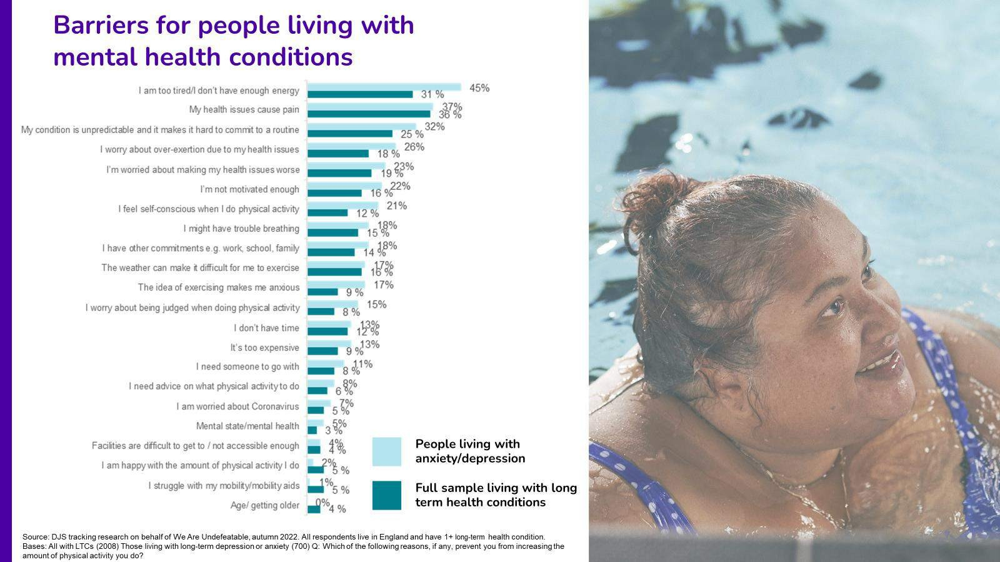 Barriers for people living with
mental health conditions
I am too tired/I don't have enough energy 45% 31 %
My health issues cause pain 37% 36 %
My condition is unpredictable and it makes it hard to commit to a routine 32% 25 %
I worry about over-exertion due to my health issues 26% 18 %
I'm worried about making my health issues worse 23% 19 %
I'm not motivated enough 22% 16 %
I feel self-conscious when I do physical activity 21% 12 %
I might have trouble breathing 18% 15 %
I have other commitments e.g. work, school, family 18% 14 %
The weather can make it difficult for me to exercise 17% 16 %
The idea of exercising makes me anxious 17% 9 %
I worry about being judged when doing physical activity 15% 8 %
I don't have time 13% 12 %
It's too expensive 13% 9 %
I need someone to go with 11% 8 %
I need advice on what physical activity to do 8% 6 %
I am worried about Coronavirus 7% 5 %
Mental state/mental health 5% 3 %
Facilities are difficult to get to / not accessible enough 4% 4 %
I am happy with the amount of physical activity I do 2% 5 %
I struggle with my mobility/mobility aids 1% 5 %
Age/ getting older 0% 4 %
People living with
anxiety/depression
Full sample living with long
term health conditions
Source: DJS tracking research on behalf of We Are Undefeatable, autumn 2022. All respondents live in England and have 1+ long-term health condition.
Bases: All with LTCs (2008) Those living with long-term depression or anxiety (700) Q: Which of the following reasons, if any, prevent you from increasing the
amount of physical activity you do?